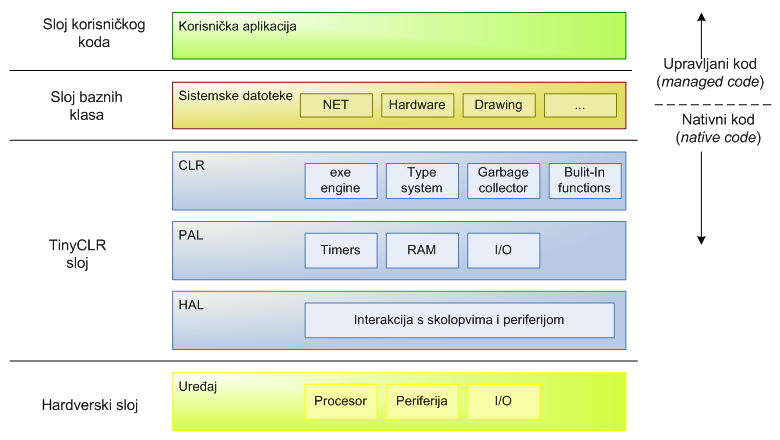 Sloj korisničkog
koda
Korisnička aplikacija
Upravljani kod
(managed code)
Sloj baznih
klasa
Sistemske datoteke
NET
Hardware
Drawing
...
Nativni kod
(native code)
TinyCLR
sloj
CLR
exe
engine
Type
system
Garbage
collector
Bulit-In
functions
PAL
Timers
RAM
I/O
HAL
Interakcija s skolopvima i periferijom
Hardverski sloj
Uređaj
Procesor
Periferija
I/O